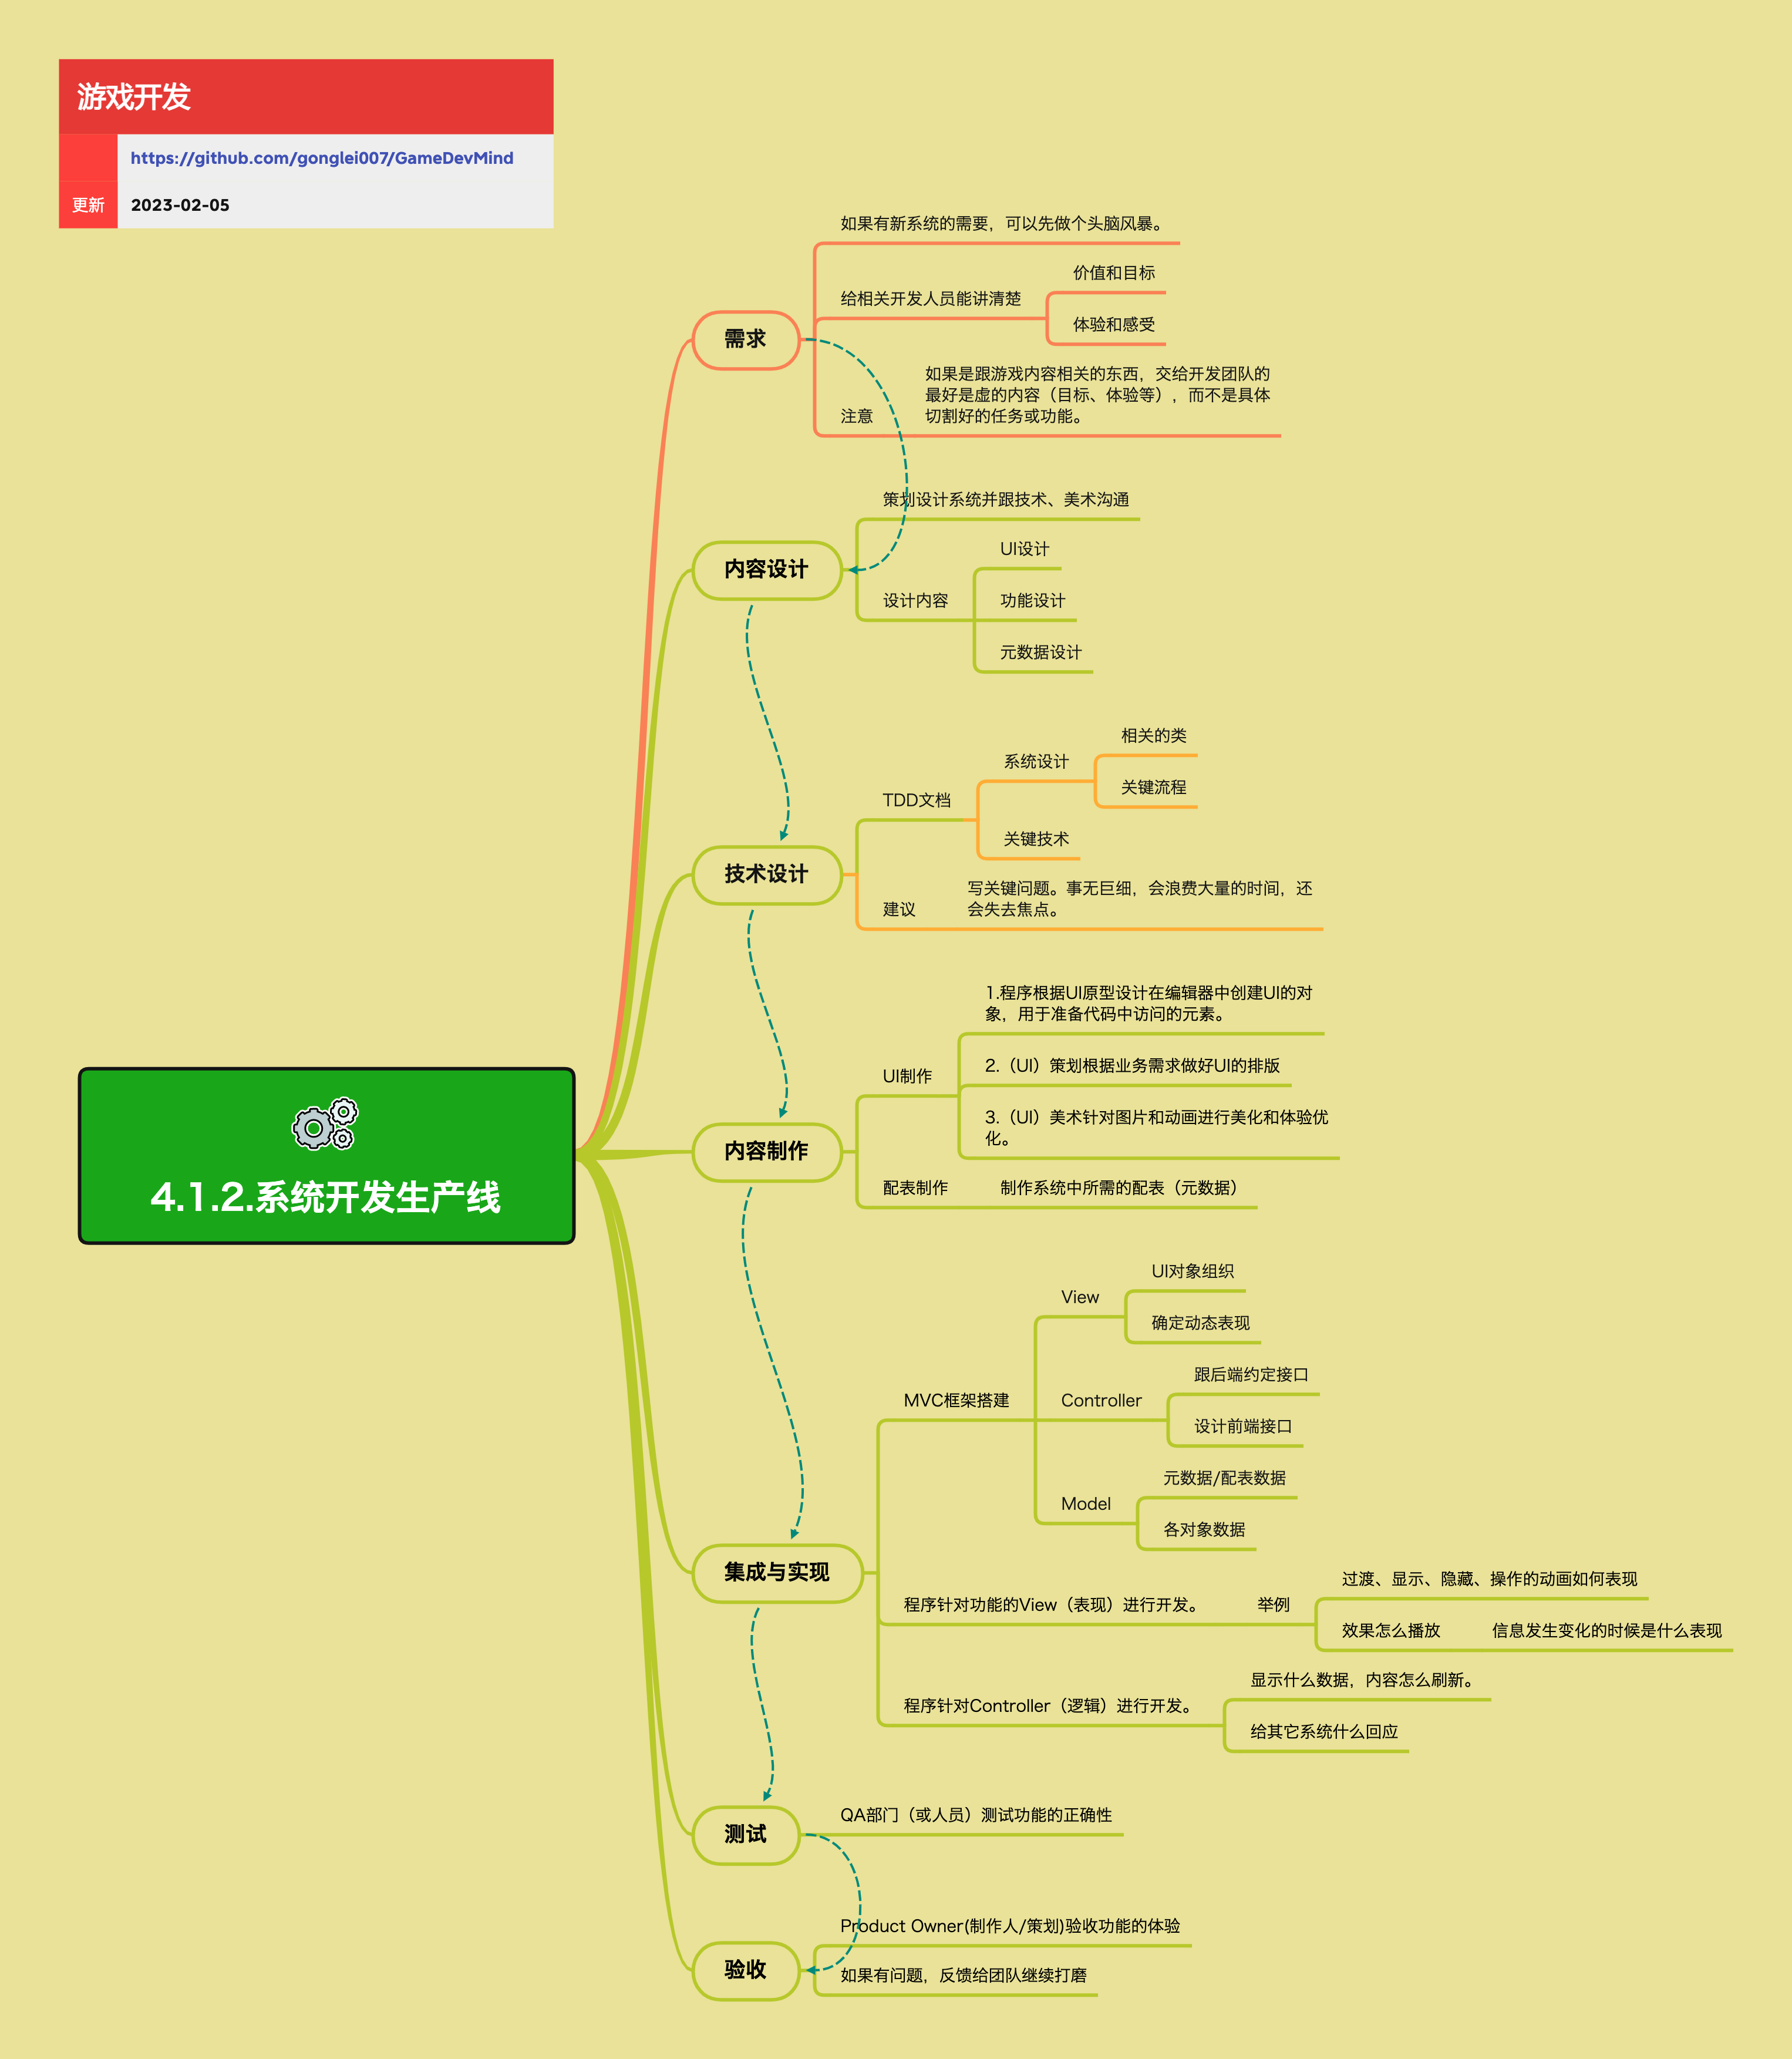 游戏开发
https://github.com/gonglei007/GameDevMind
更新
2023-02-05
4.1.2.系统开发生产线
需求
如果有新系统的需要，可以先做个头脑风暴。
给相关开发人员能讲清楚
价值和目标
体验和感受
注意
如果是跟游戏内容相关的东西，交给开发团队的
最好是虚的内容（目标、体验等），而不是具体
切割好的任务或功能。
内容设计
策划设计系统并跟技术、美术沟通
设计内容
UI设计
功能设计
元数据设计
技术设计
TDD文档
系统设计
相关的类
关键流程
关键技术
建议
写关键问题。事无巨细，会浪费大量的时间，还
会失去焦点。
内容制作
UI制作
1.程序根据UI原型设计在编辑器中创建UI的对
象，用于准备代码中访问的元素。
2.（UI）策划根据业务需求做好UI的排版
3.（UI）美术针对图片和动画进行美化和体验优
化。
配表制作
制作系统中所需的配表（元数据）
集成与实现
MVC框架搭建
View
UI对象组织
确定动态表现
Controller
跟后端约定接口
设计前端接口
Model
元数据/配表数据
各对象数据
程序针对功能的View（表现）进行开发。
举例
过渡、显示、隐藏、操作的动画如何表现
效果怎么播放
信息发生变化的时候是什么表现
程序针对Controller（逻辑）进行开发。
显示什么数据，内容怎么刷新。
给其它系统什么回应
测试
QA部门（或人员）测试功能的正确性
验收
Product Owner(制作人/策划)验收功能的体验
如果有问题，反馈给团队继续打磨